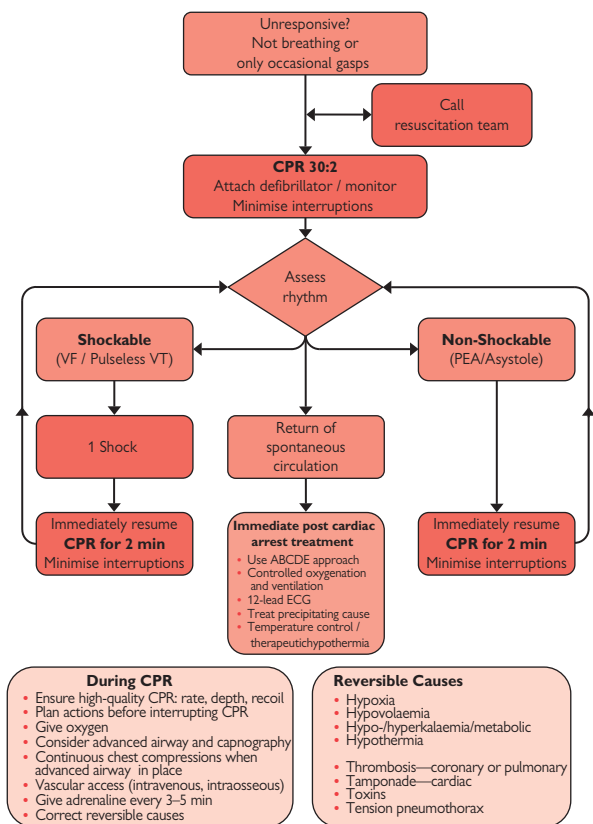 Unresponsive?
Not breathing or
only occasional gasps
Call
resuscitation team
CPR 30:2
Attach defibrillator / monitor
Minimise interruptions
Assess
rhythm
Shockable
(VF / Pulseless VT)
Non-Shockable
(PEA/Asystole)
1 Shock
Return of
spontaneous
circulation
Immediately resume
CPR for 2 min
Minimise interruptions
Immediate post cardiac
arrest treatment
• Use ABCDE approach
• Controlled oxygenation
and ventilation
• 12-lead ECG
• Treat precipitating cause
• Temperature control /
therapeutichypothermia
Immediately resume
CPR for 2 min
Minimise interruptions
During CPR
• Ensure high-quality CPR: rate, depth, recoil
• Plan actions before interrupting CPR
• Give oxygen
• Consider advanced airway and capnography
• Continuous chest compressions when
advanced airway in place
• Vascular access (intravenous, intraosseous)
• Give adrenaline every 3–5 min
• Correct reversible causes
Reversible Causes
• Hypoxia
• Hypovolaemia
• Hypo-/hyperkalaemia/metabolic
• Hypothermia
• Thrombosis—coronary or pulmonary
• Tamponade—cardiac
• Toxins
• Tension pneumothorax